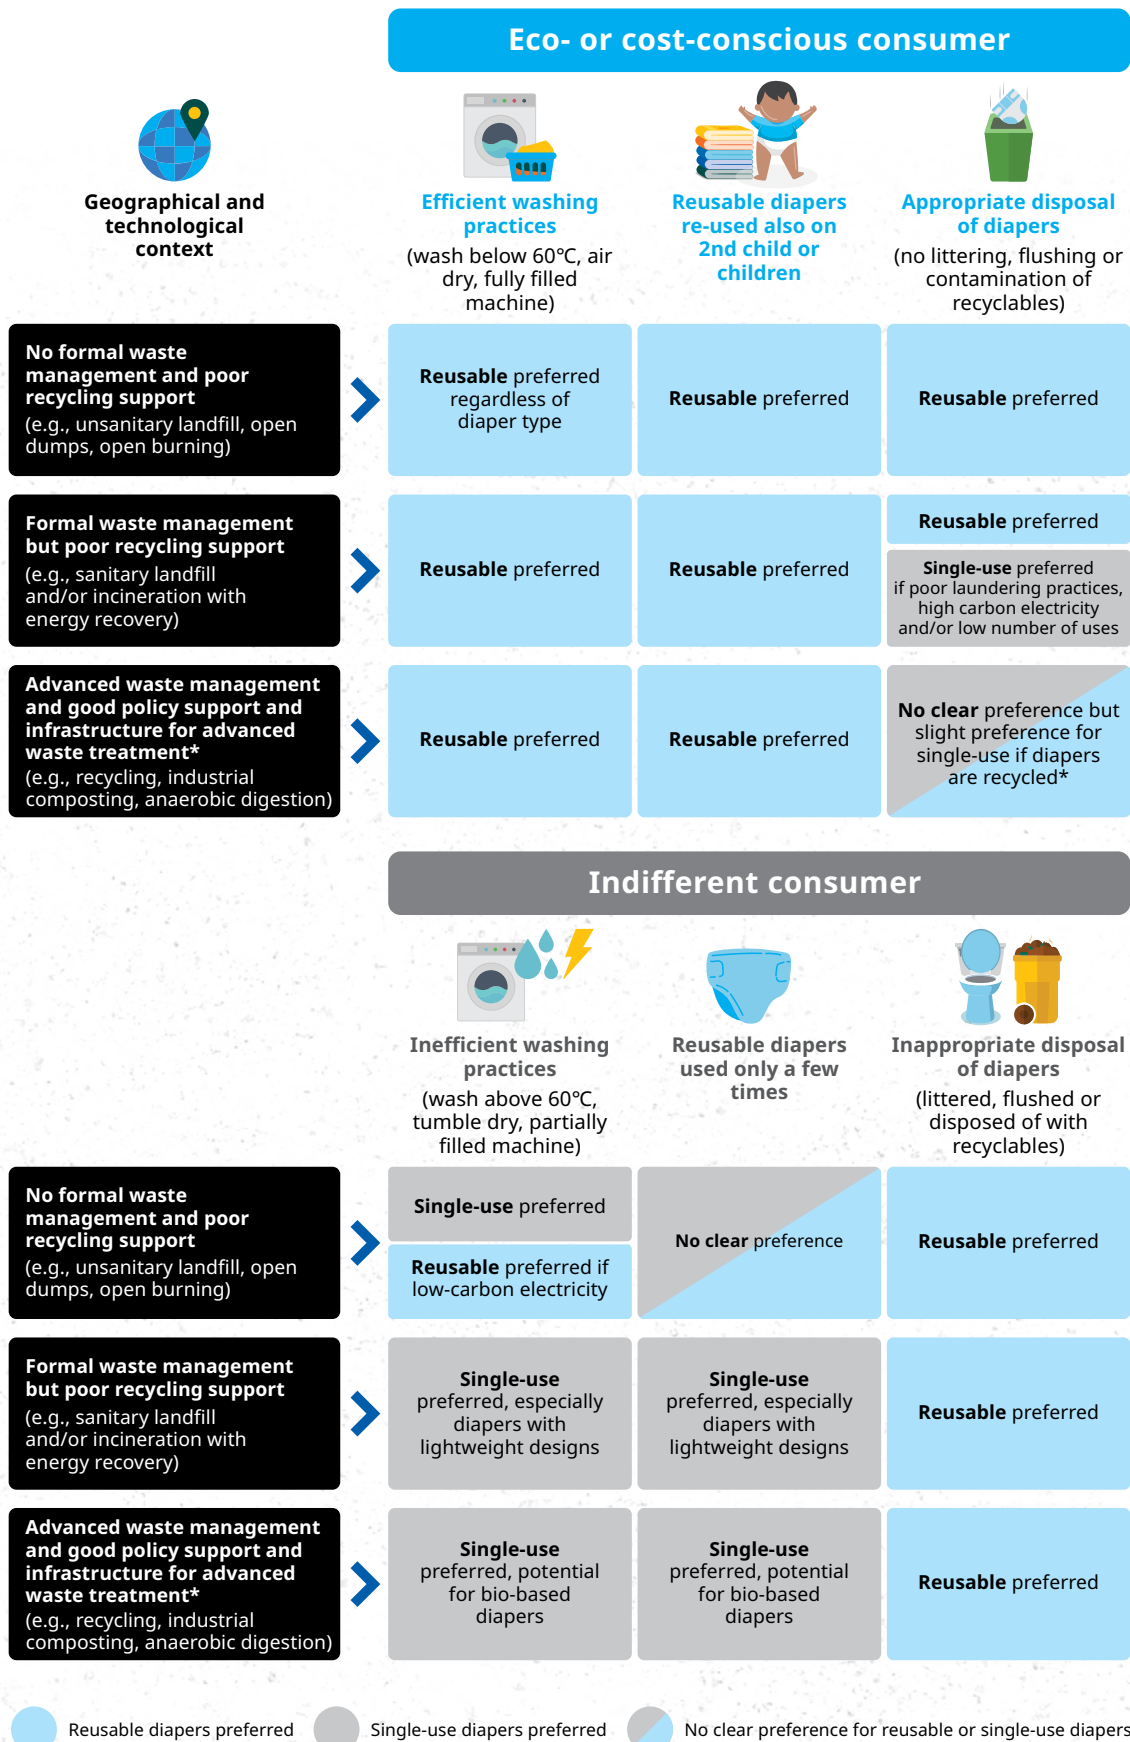 Eco- or cost-conscious consumer
Geographical and
technological
context
Efficient washing
practices
(wash below 60℃, air
dry, fully filled
machine)
Reusable diapers
re-used also on
2nd child or
children
Appropriate disposal
of diapers
(no littering, flushing or
contamination of
recyclables)
No formal waste
management and poor
recycling support
(e.g., unsanitary landfill, open
dumps, open burning)
Reusable preferred
regardless of
diaper type
Reusable preferred
Reusable preferred
Formal waste management
but poor recycling support
(e.g., sanitary landfill
and/or incineration with
energy recovery)
Reusable preferred
Reusable preferred
Reusable preferred
Single-use preferred
if poor laundering practices,
high carbon electricity
and/or low number of uses
Advanced waste management
and good policy support and
infrastructure for advanced
waste treatment*
(e.g., recycling, industrial
composting, anaerobic digestion)
Reusable preferred
Reusable preferred
No clear preference but
slight preference for
single-use if diapers
are recycled*
Indifferent consumer
Inefficient washing
practices
(wash above 60℃,
tumble dry, partially
filled machine)
Reusable diapers
used only a few
times
Inappropriate disposal
of diapers
(littered, flushed or
disposed of with
recyclables)
No formal waste
management and poor
recycling support
(e.g., unsanitary landfill, open
dumps, open burning)
Single-use preferred
Reusable preferred if
low-carbon electricity
No clear preference
Reusable preferred
Formal waste management
but poor recycling support
(e.g., sanitary landfill
and/or incineration with
energy recovery)
Single-use
preferred, especially
diapers with
lightweight designs
Single-use
preferred, especially
diapers with
lightweight designs
Reusable preferred
Advanced waste management
and good policy support and
infrastructure for advanced
waste treatment*
(e.g., recycling, industrial
composting, anaerobic digestion)
Single-use
preferred, potential
for bio-based
diapers
Single-use
preferred, potential
for bio-based
diapers
Reusable preferred
Reusable diapers preferred
Single-use diapers preferred
No clear preference for reusable or single-use diapers